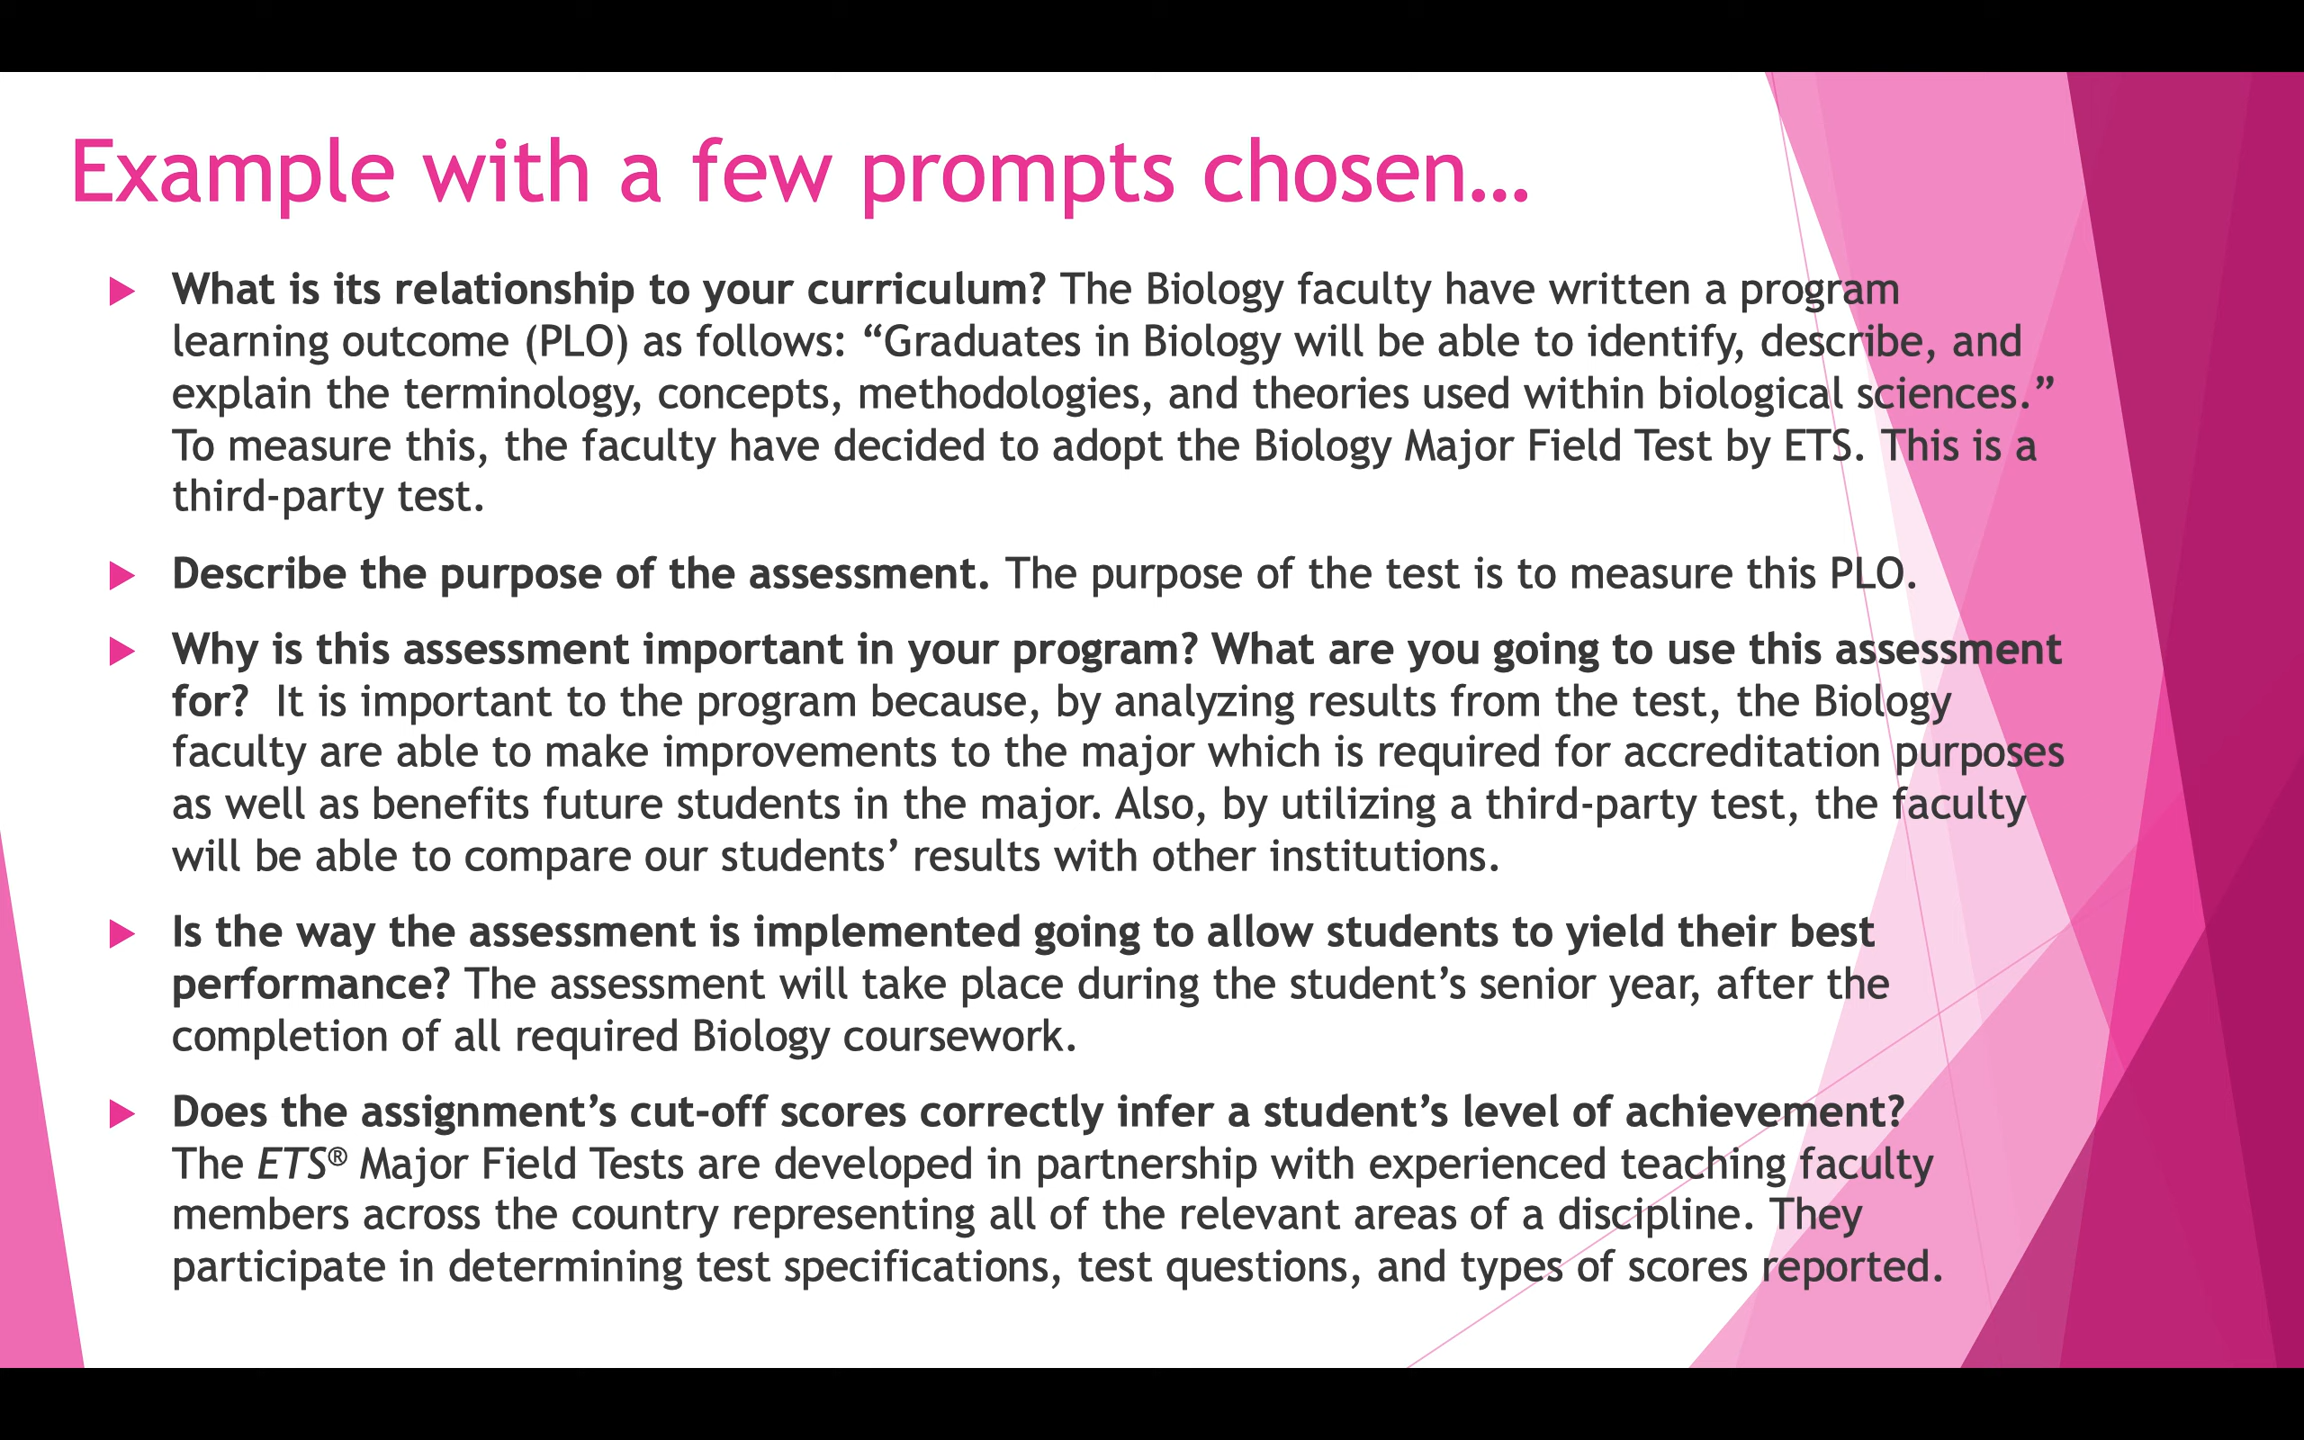 Example with a few prompts chosen…
What is its relationship to your curriculum? The Biology faculty have written a program
learning outcome (PLO) as follows: “Graduates in Biology will be able to identify, describe, and
explain the terminology, concepts, methodologies, and theories used within biological sciences.”
To measure this, the faculty have decided to adopt the Biology Major Field Test by ETS. This is a
third-party test.
Describe the purpose of the assessment. The purpose of the test is to measure this PLO.
Why is this assessment important in your program? What are you going to use this assessment
for? It is important to the program because, by analyzing results from the test, the Biology
faculty are able to make improvements to the major which is required for accreditation purposes
as well as benefits future students in the major. Also, by utilizing a third-party test, the faculty
will be able to compare our students’ results with other institutions.
Is the way the assessment is implemented going to allow students to yield their best
performance? The assessment will take place during the student’s senior year, after the
completion of all required Biology coursework.
Does the assignment’s cut-off scores correctly infer a student’s level of achievement?
The ETS® Major Field Tests are developed in partnership with experienced teaching faculty
members across the country representing all of the relevant areas of a discipline. They
participate in determining test specifications, test questions, and types of scores reported.